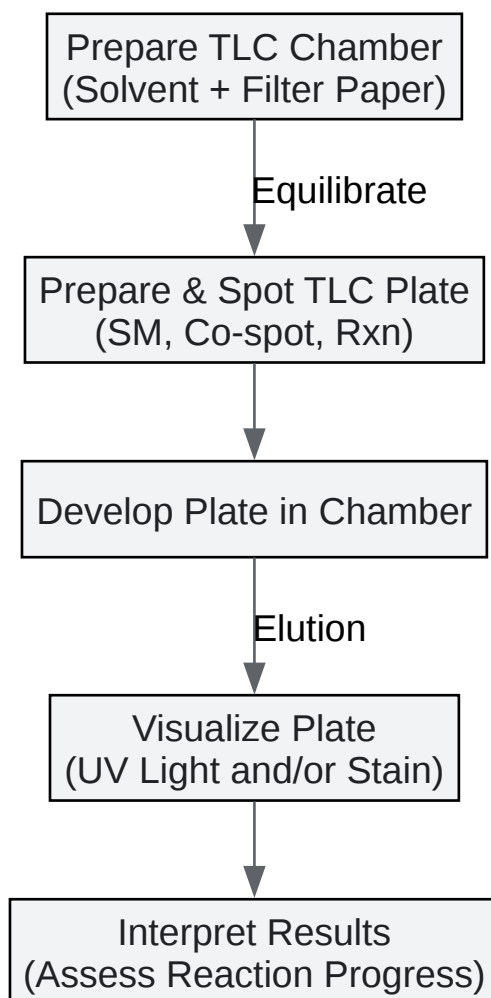 Prepare TLC Chamber
(Solvent + Filter Paper)
Equilibrate
Prepare & Spot TLC Plate
(SM, Co-spot, Rxn)
Develop Plate in Chamber
Elution
Visualize Plate
(UV Light and/or Stain)
Interpret Results
(Assess Reaction Progress)